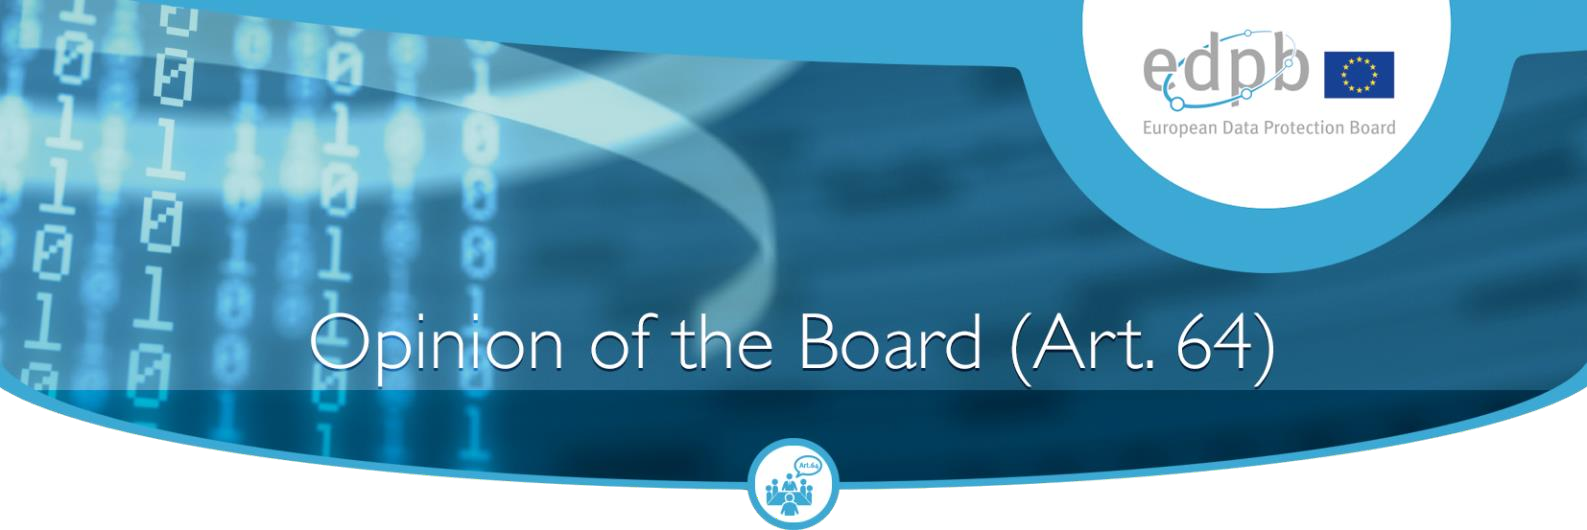 edpb
European Data Protection Board
Opinion of the Board (Art. 64)
Art.64